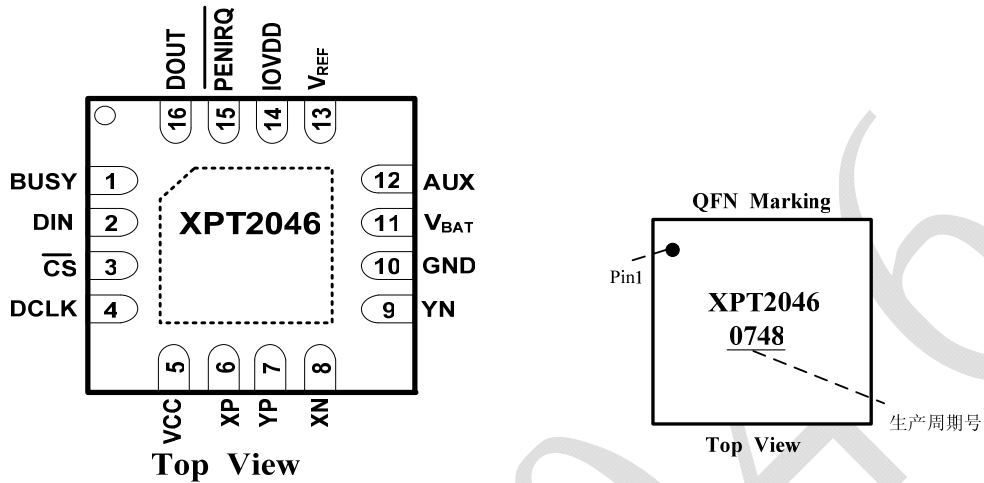 DOUT
PENIRQ
IOVDD
VREF
16
15
14
13
BUSY 1
DIN 2
CS 3
DCLK 4
XPT2046
12 AUX
11 VBAT
10 GND
9 YN
5
6
7
8
VCC
XP
YP
XN
Top View
QFN Marking
Pin1
XPT2046
0748
生产周期号
Top View